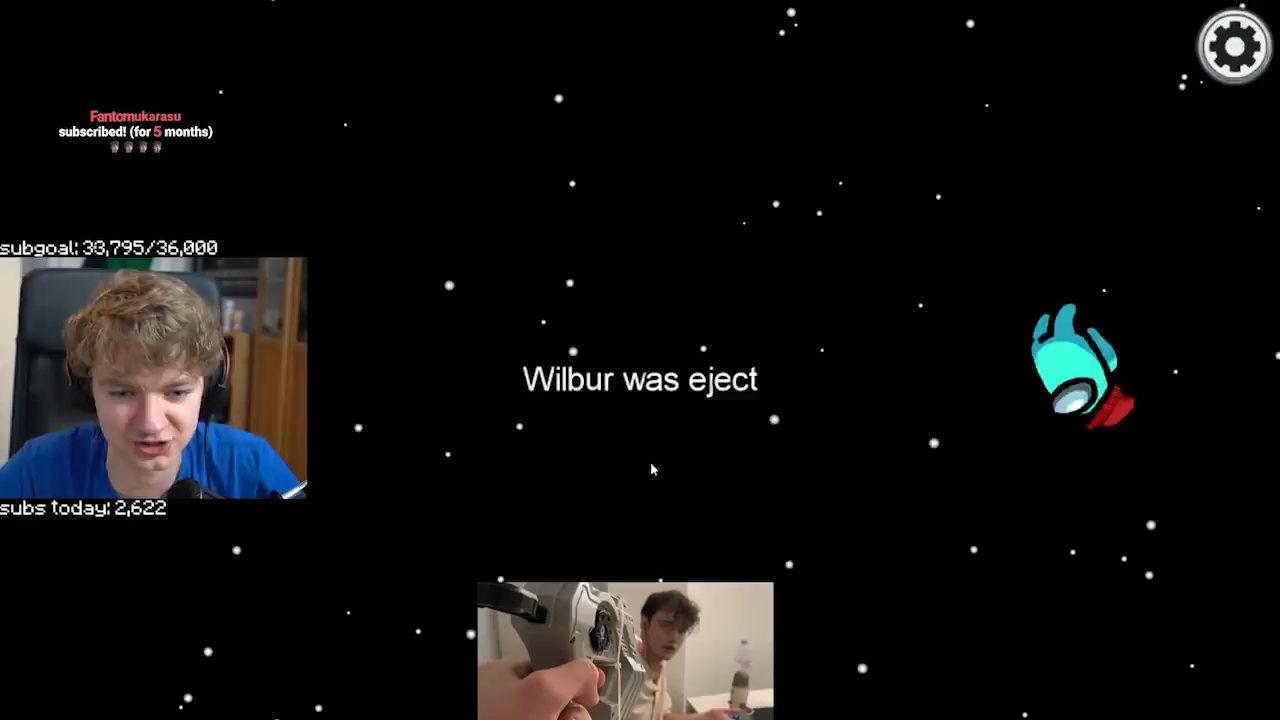 Fantomukarasu
subscribed! (for 5 months)
subgoal: 33,795/36,000
Wilbur was eject
subs today: 2,622